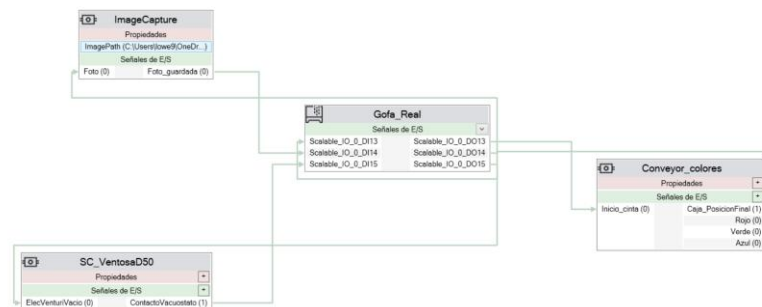 ImageCapture
Propiedades
ImagePath (C:\Users\lowe9\OneDr...)
Señales de E/S
Foto (0) Foto_guardada (0)
Gofa_Real
Señales de E/S
Scalable_IO_0_DI13 Scalable_IO_0_DO13
Scalable_IO_0_DI14 Scalable_IO_0_DO14
Scalable_IO_0_DI15 Scalable_IO_0_DO15
Conveyor_colores
Propiedades
Señales de E/S
Inicio_cinta (0) Caja_PosicionFinal (1)
Rojo (0)
Verde (0)
Azul (0)
SC_VentosaD50
Propiedades
Señales de E/S
ElecVenturiVacio (0) ContactoVacuostato (1)